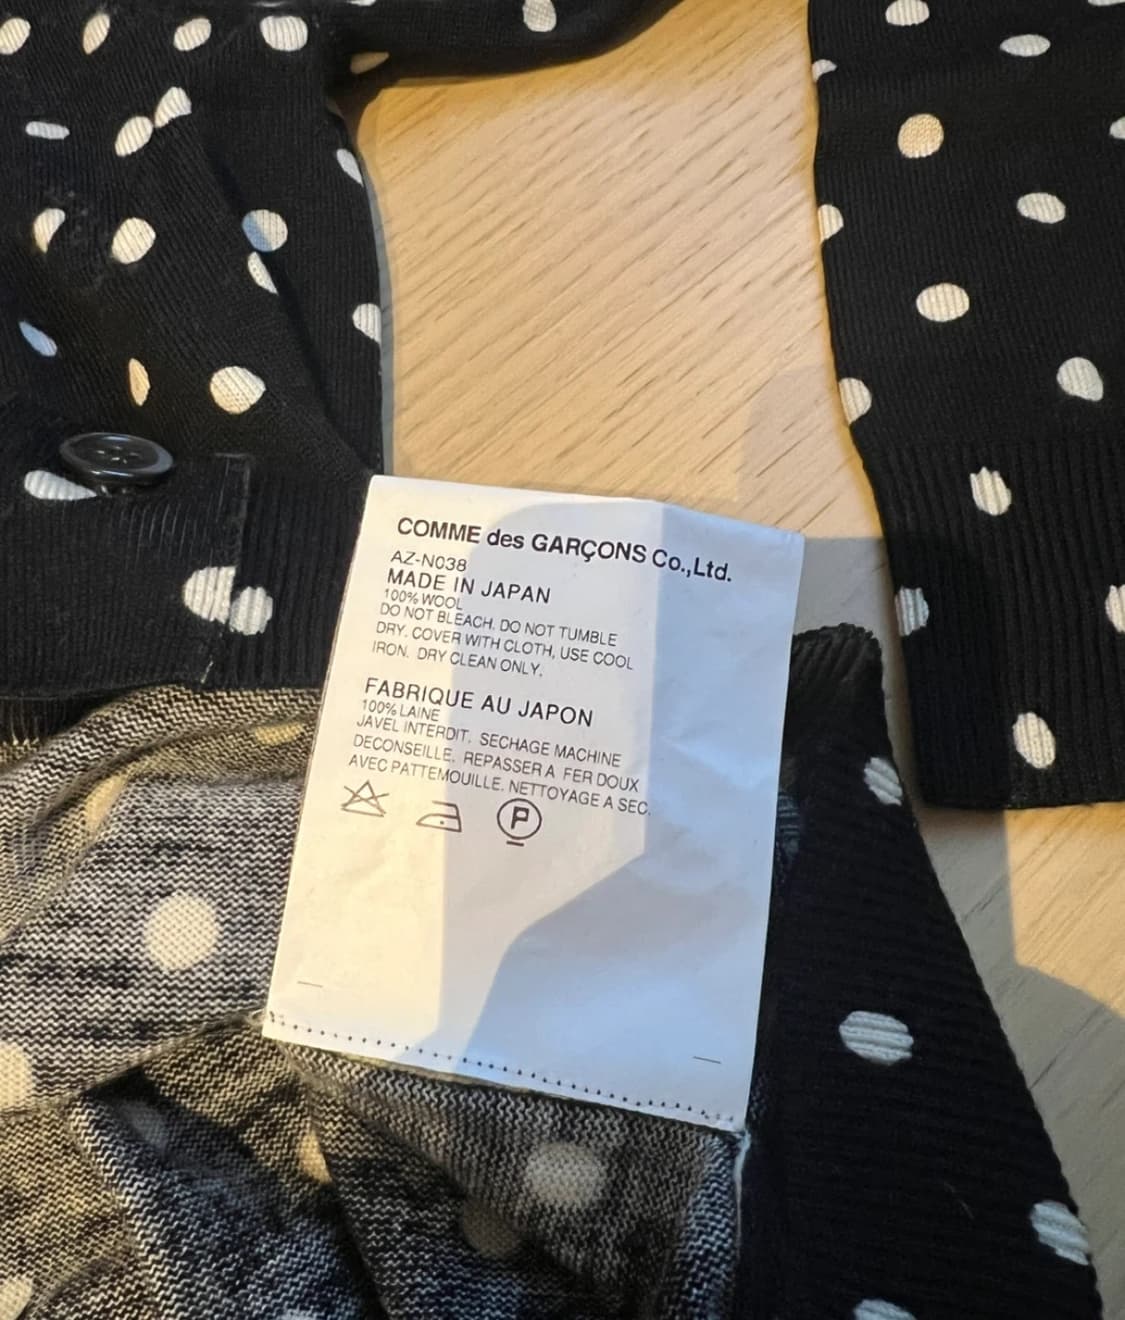 COMME des GARÇONS Co.,Ltd.
AZ-N038
MADE IN JAPAN
100% WOOL
DO NOT BLEACH. DO NOT TUMBLE
DRY. COVER WITH CLOTH, USE COOL
IRON. DRY CLEAN ONLY.
FABRIQUE AU JAPON
100% LAINE
JAVEL INTERDIT. SECHAGE MACHINE
DECONSEILLE. REPASSER A FER DOUX
AVEC PATTEMOUILLE. NETTOYAGE A SEC.
P